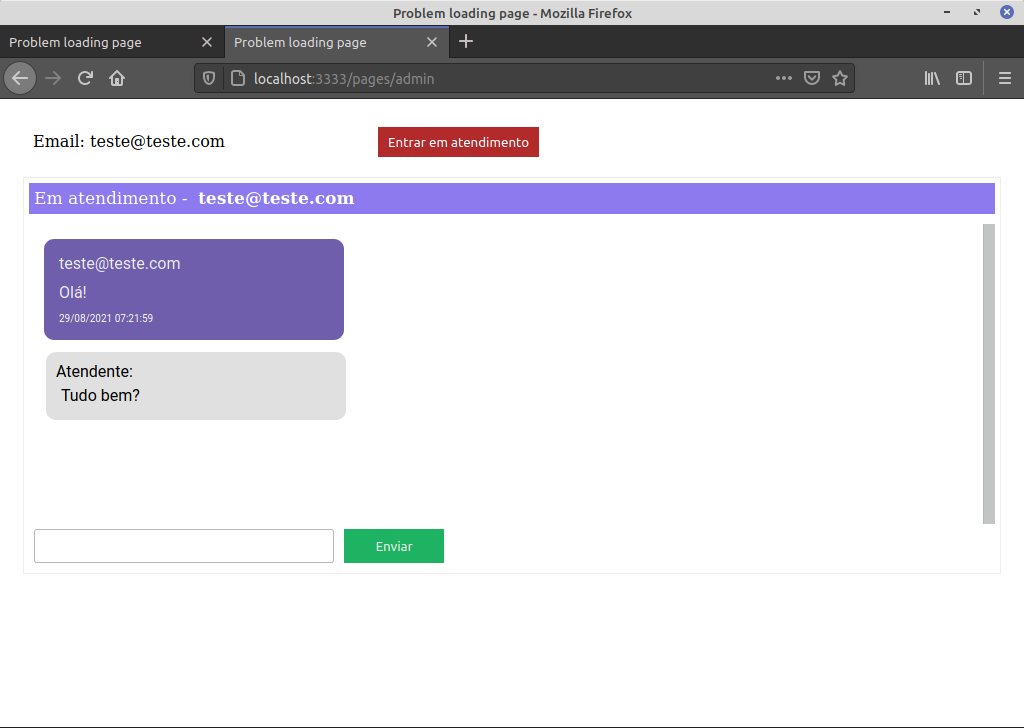 Problem loading page - Mozilla Firefox
Problem loading page
Problem loading page
localhost:3333/pages/admin
Email: teste@teste.com
Entrar em atendimento
Em atendimento - teste@teste.com
teste@teste.com
Olá!
29/08/2021 07:21:59
Atendente:
Tudo bem?
Enviar